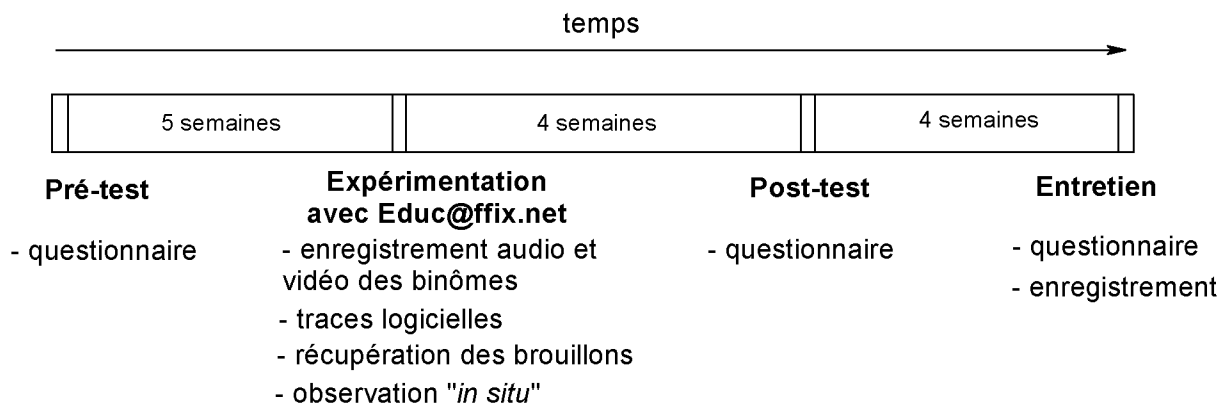 temps
5 semaines
4 semaines
4 semaines
Pré-test
- questionnaire
Expérimentation
avec Educ@ffix.net
- enregistrement audio et
vidéo des binômes
- traces logicielles
- récupération des brouillons
- observation "in situ"
Post-test
- questionnaire
Entretien
- questionnaire
- enregistrement